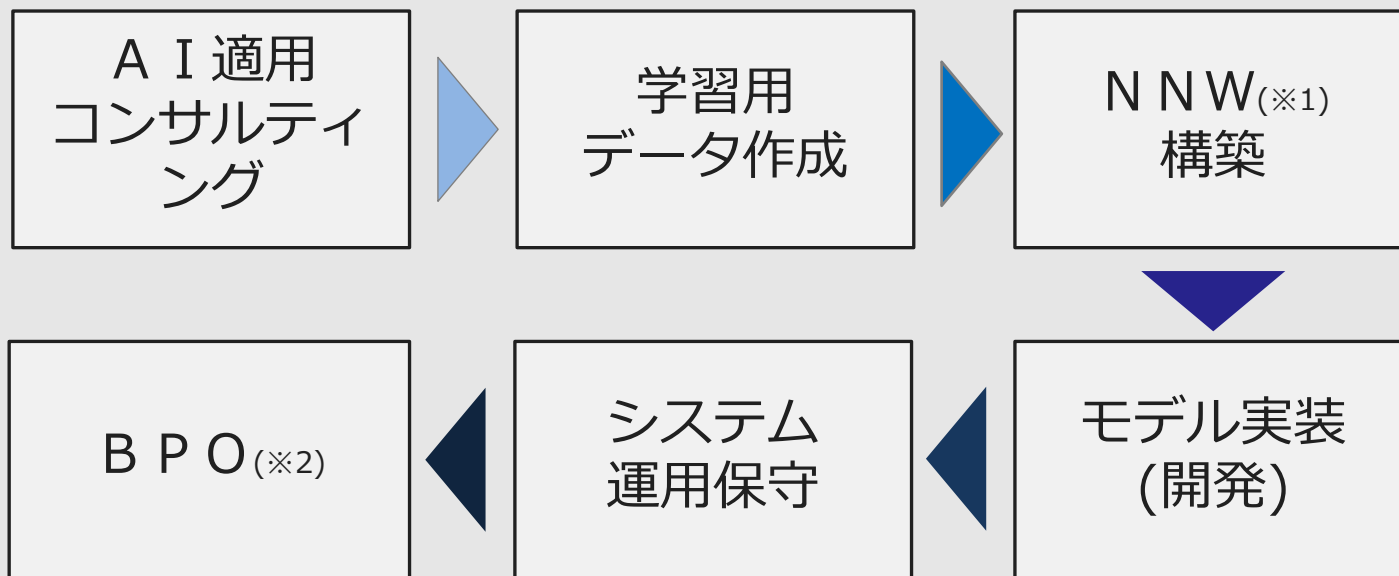 ＡＩ適用
コンサルティ
ング
学習用
データ作成
ＮＮＷ(※1)
構築
モデル実装
(開発)
システム
運用保守
ＢＰＯ(※2)